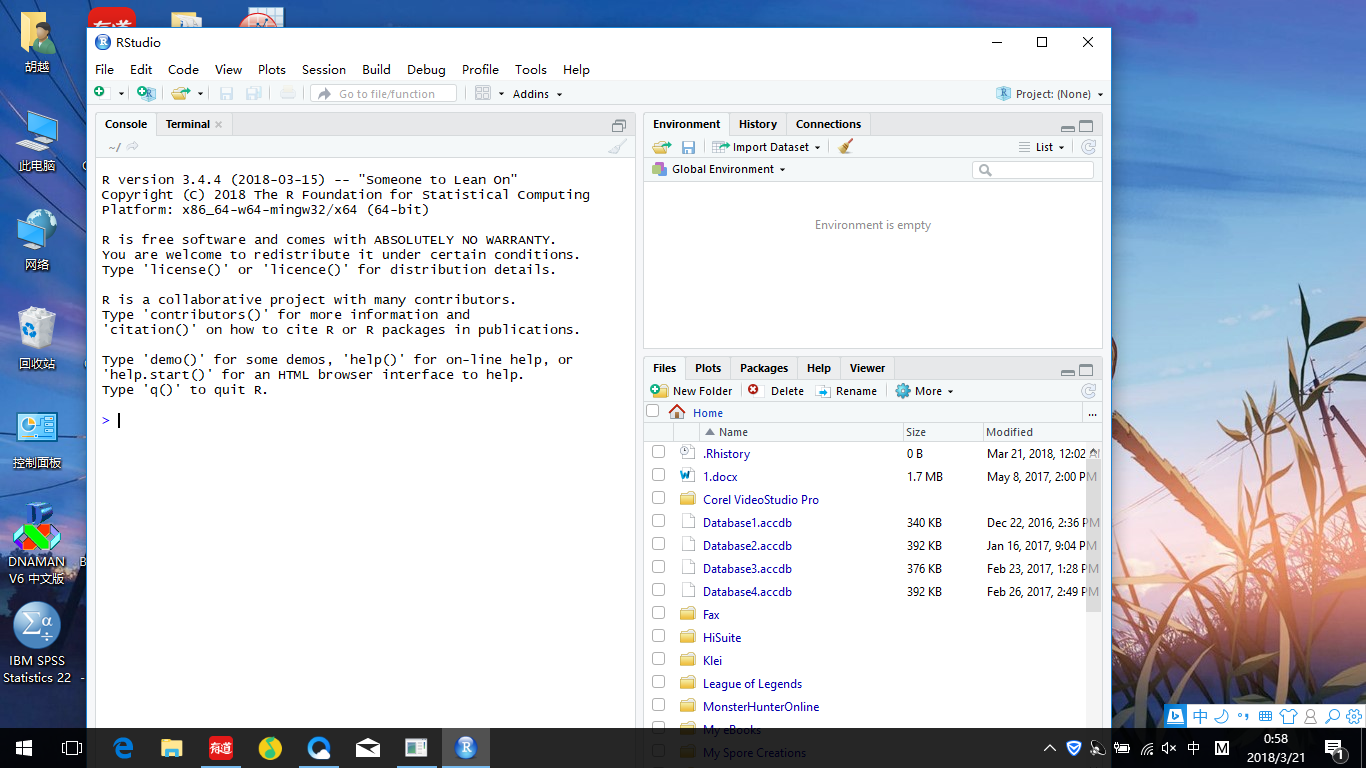 胡越
此电脑
网络
回收站
控制面板
DNAMAN
V6 中文版
IBM SPSS
Statistics 22
有道
RStudio
File Edit Code View Plots Session Build Debug Profile Tools Help
Go to file/function Addins Project: (None)
Console Terminal
~/
R version 3.4.4 (2018-03-15) -- "Someone to Lean On"
Copyright (C) 2018 The R Foundation for Statistical Computing
Platform: x86_64-w64-mingw32/x64 (64-bit)
R is free software and comes with ABSOLUTELY NO WARRANTY.
You are welcome to redistribute it under certain conditions.
Type 'license()' or 'licence()' for distribution details.
R is a collaborative project with many contributors.
Type 'contributors()' for more information and
'citation()' on how to cite R or R packages in publications.
Type 'demo()' for some demos, 'help()' for on-line help, or
'help.start()' for an HTML browser interface to help.
Type 'q()' to quit R.
>
Environment History Connections
Import Dataset List
Global Environment
Environment is empty
Files Plots Packages Help Viewer
New Folder Delete Rename More
Home ...
Name Size Modified
.Rhistory 0 B Mar 21, 2018, 12:02 AM
1.docx 1.7 MB May 8, 2017, 2:00 PM
Corel VideoStudio Pro
Database1.accdb 340 KB Dec 22, 2016, 2:36 PM
Database2.accdb 392 KB Jan 16, 2017, 9:04 PM
Database3.accdb 376 KB Feb 23, 2017, 1:28 PM
Database4.accdb 392 KB Feb 26, 2017, 2:49 PM
Fax
HiSuite
Klei
League of Legends
MonsterHunterOnline
My eBooks
My Spore Creations
中
有道
中 M
0:58
2018/3/21
1